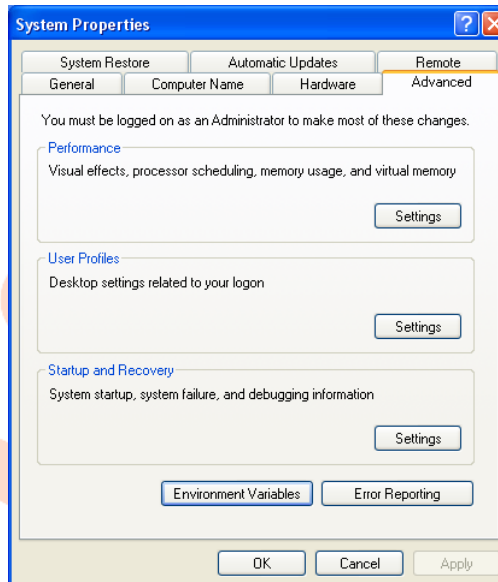 System Properties
System Restore Automatic Updates Remote
General Computer Name Hardware Advanced
You must be logged on as an Administrator to make most of these changes.
Performance
Visual effects, processor scheduling, memory usage, and virtual memory
Settings
User Profiles
Desktop settings related to your logon
Settings
Startup and Recovery
System startup, system failure, and debugging information
Settings
Environment Variables Error Reporting
OK Cancel Apply